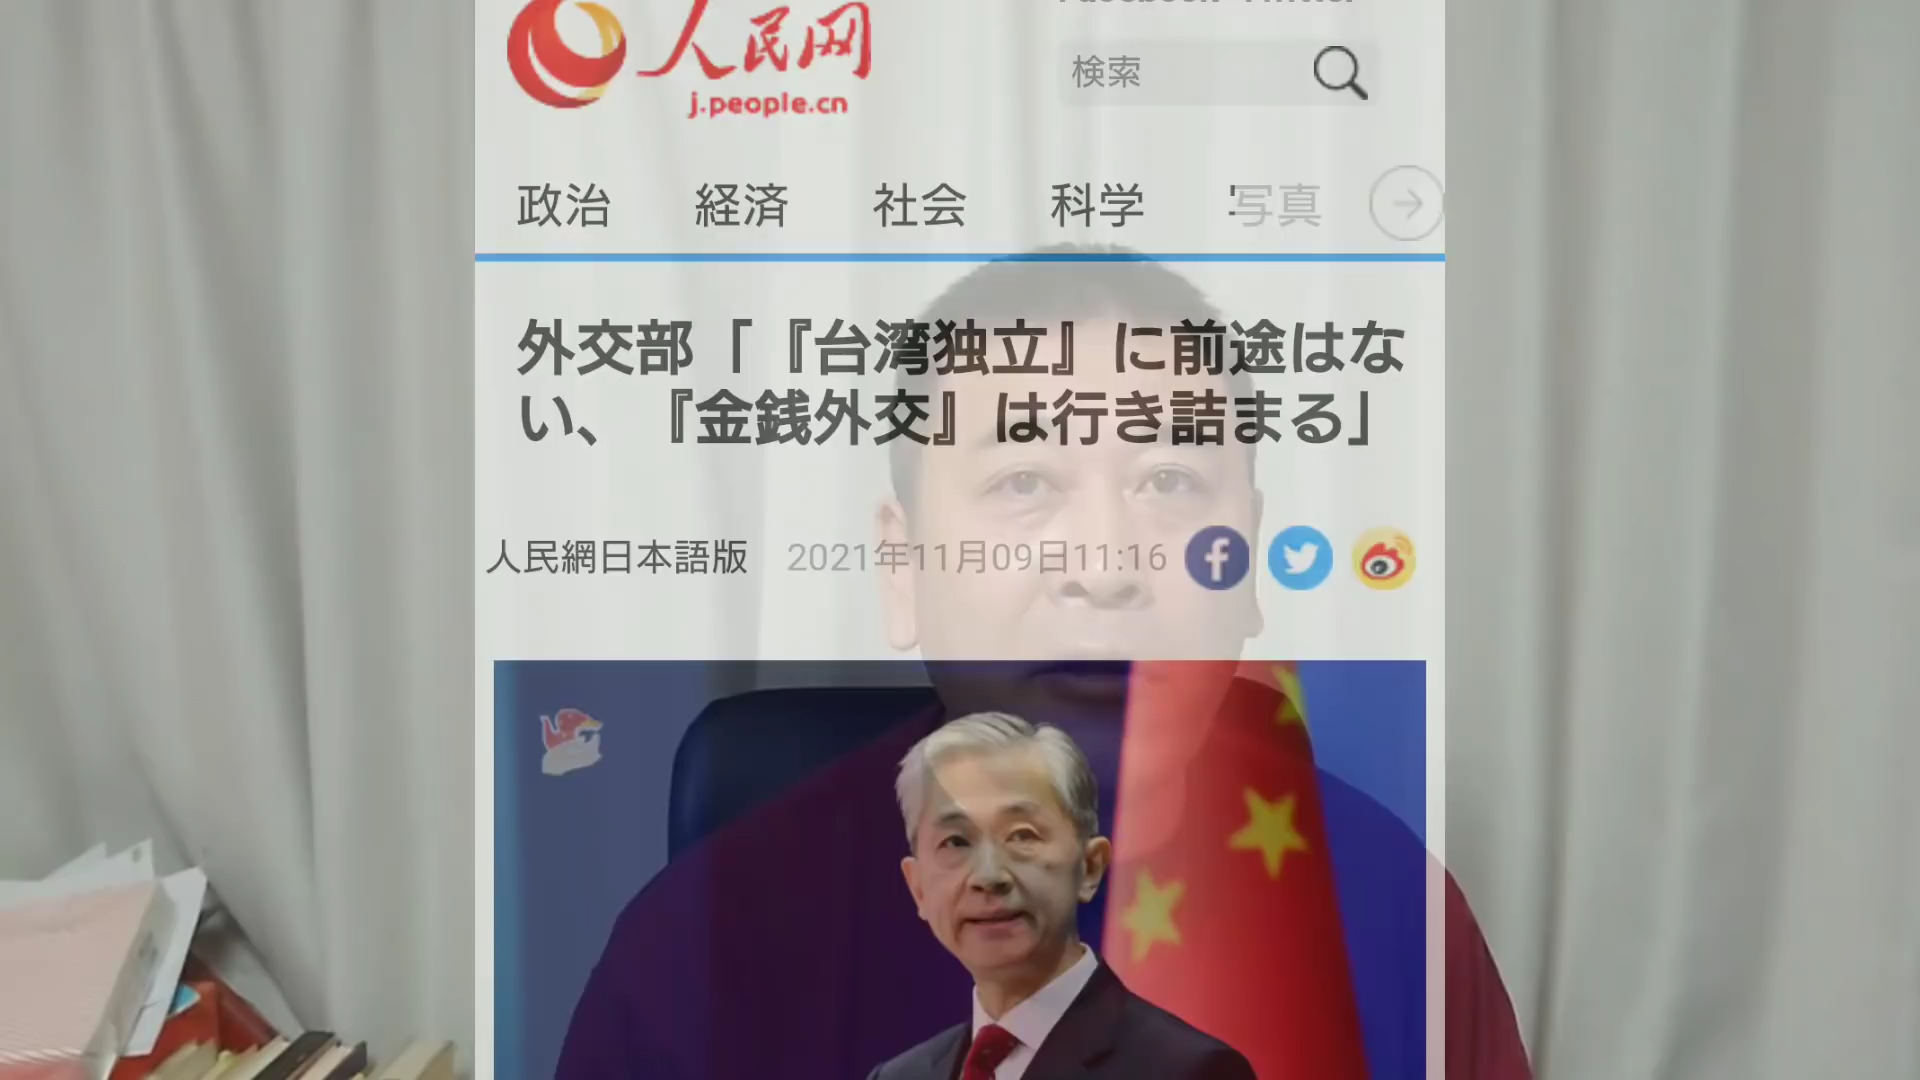 人民网
j.people.cn
検索
政治 経済 社会 科学 写真
外交部「『台湾独立』に前途はな
い、『金銭外交』は行き詰まる」
人民網日本語版 2021年11月09日11:16